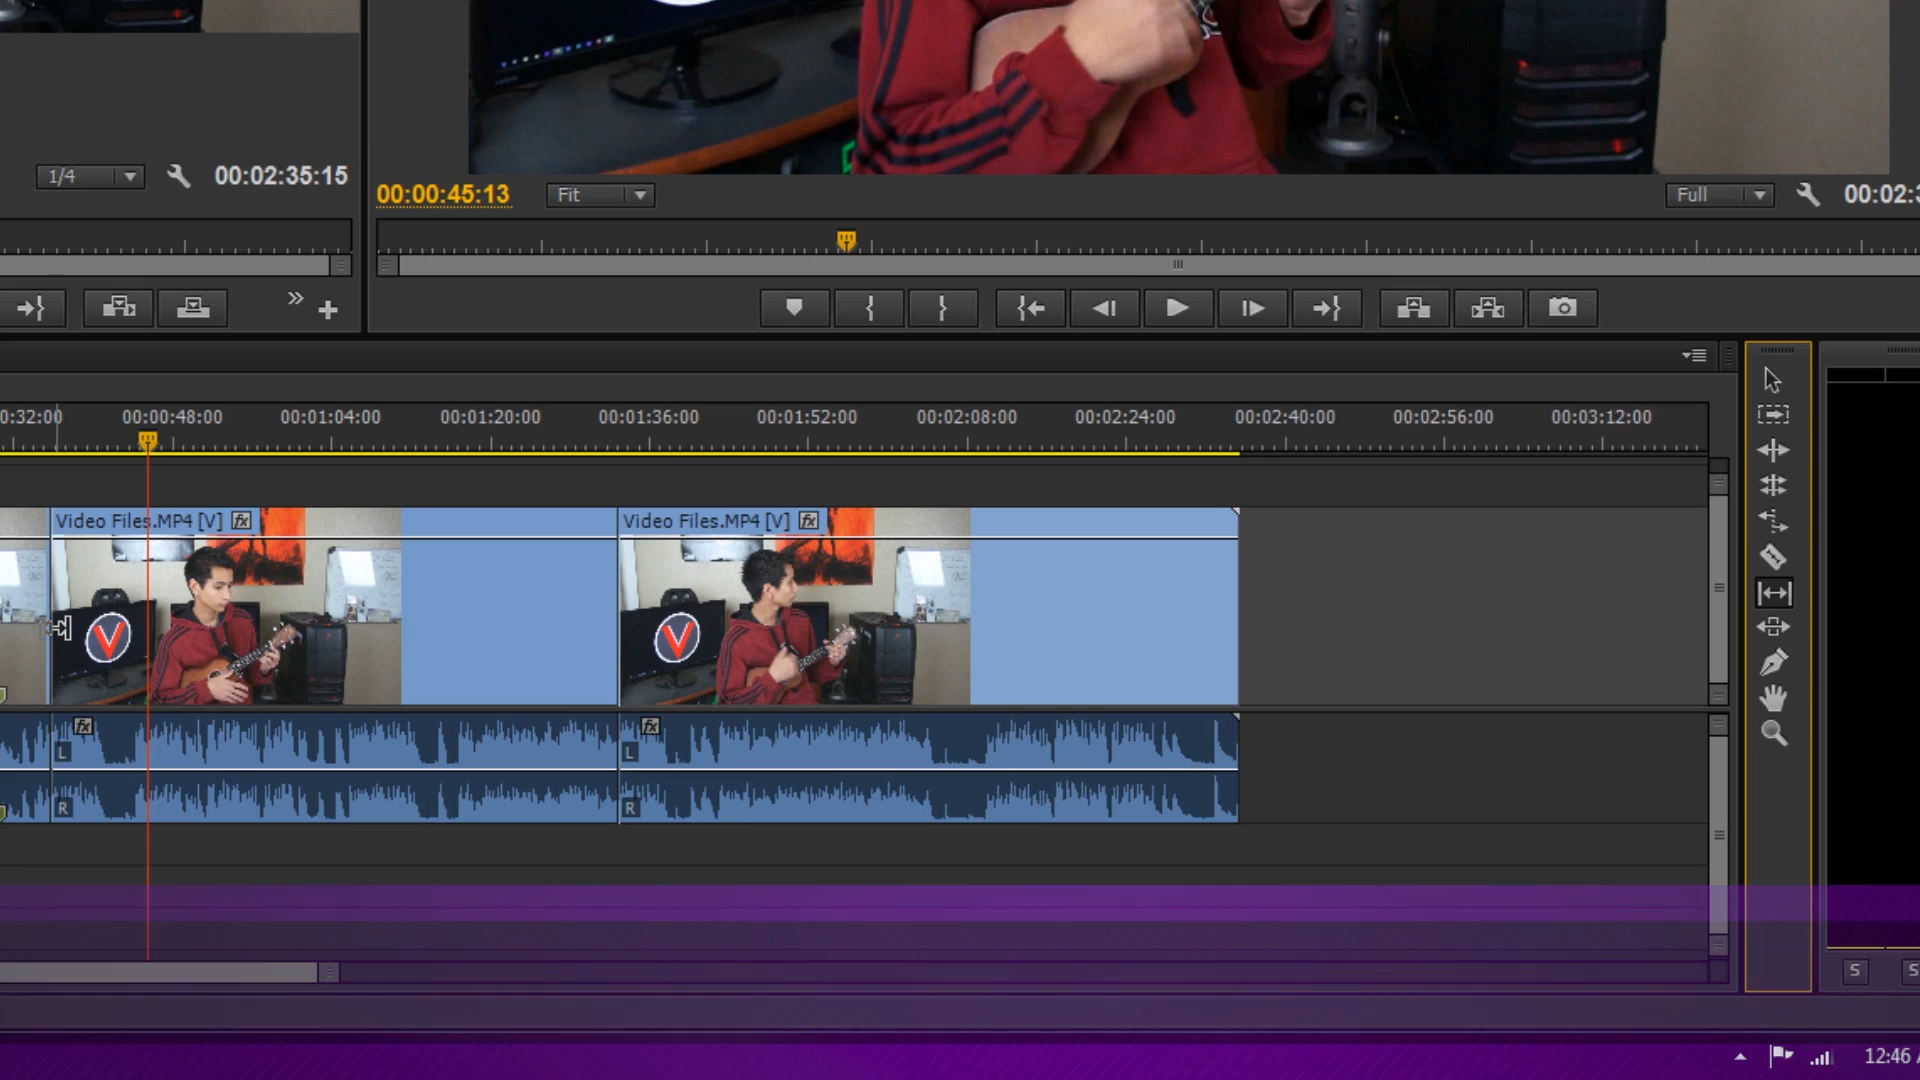 1/4
00:02:35:15
00:00:45:13
Fit
Full
00:02:3
0:32:00
00:00:48:00
00:01:04:00
00:01:20:00
00:01:36:00
00:01:52:00
00:02:08:00
00:02:24:00
00:02:40:00
00:02:56:00
00:03:12:00
Video Files.MP4 [V] fx
Video Files.MP4 [V] fx
V
V
fx
fx
L
L
R
R
S
S
12:46